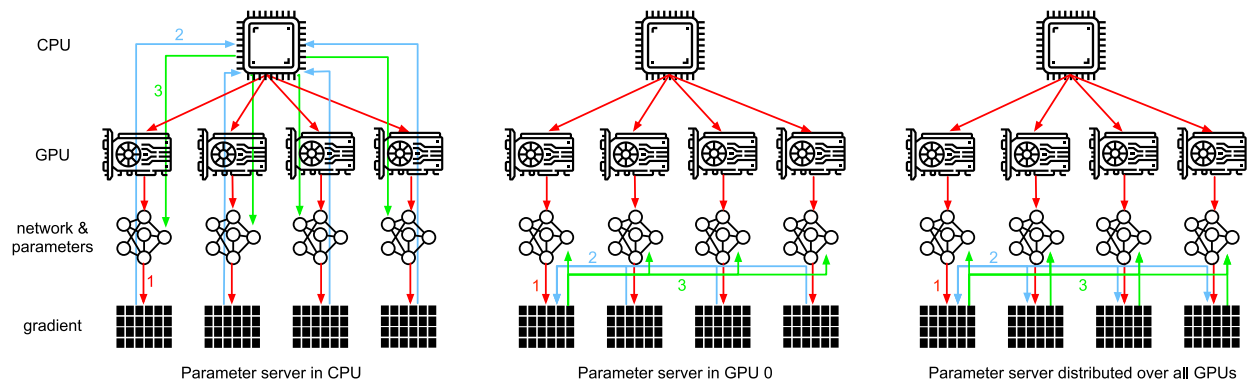 CPU
2
3
GPU
network &
parameters
1
2
1
3
2
1
3
gradient
Parameter server in CPU
Parameter server in GPU 0
Parameter server distributed over all GPUs